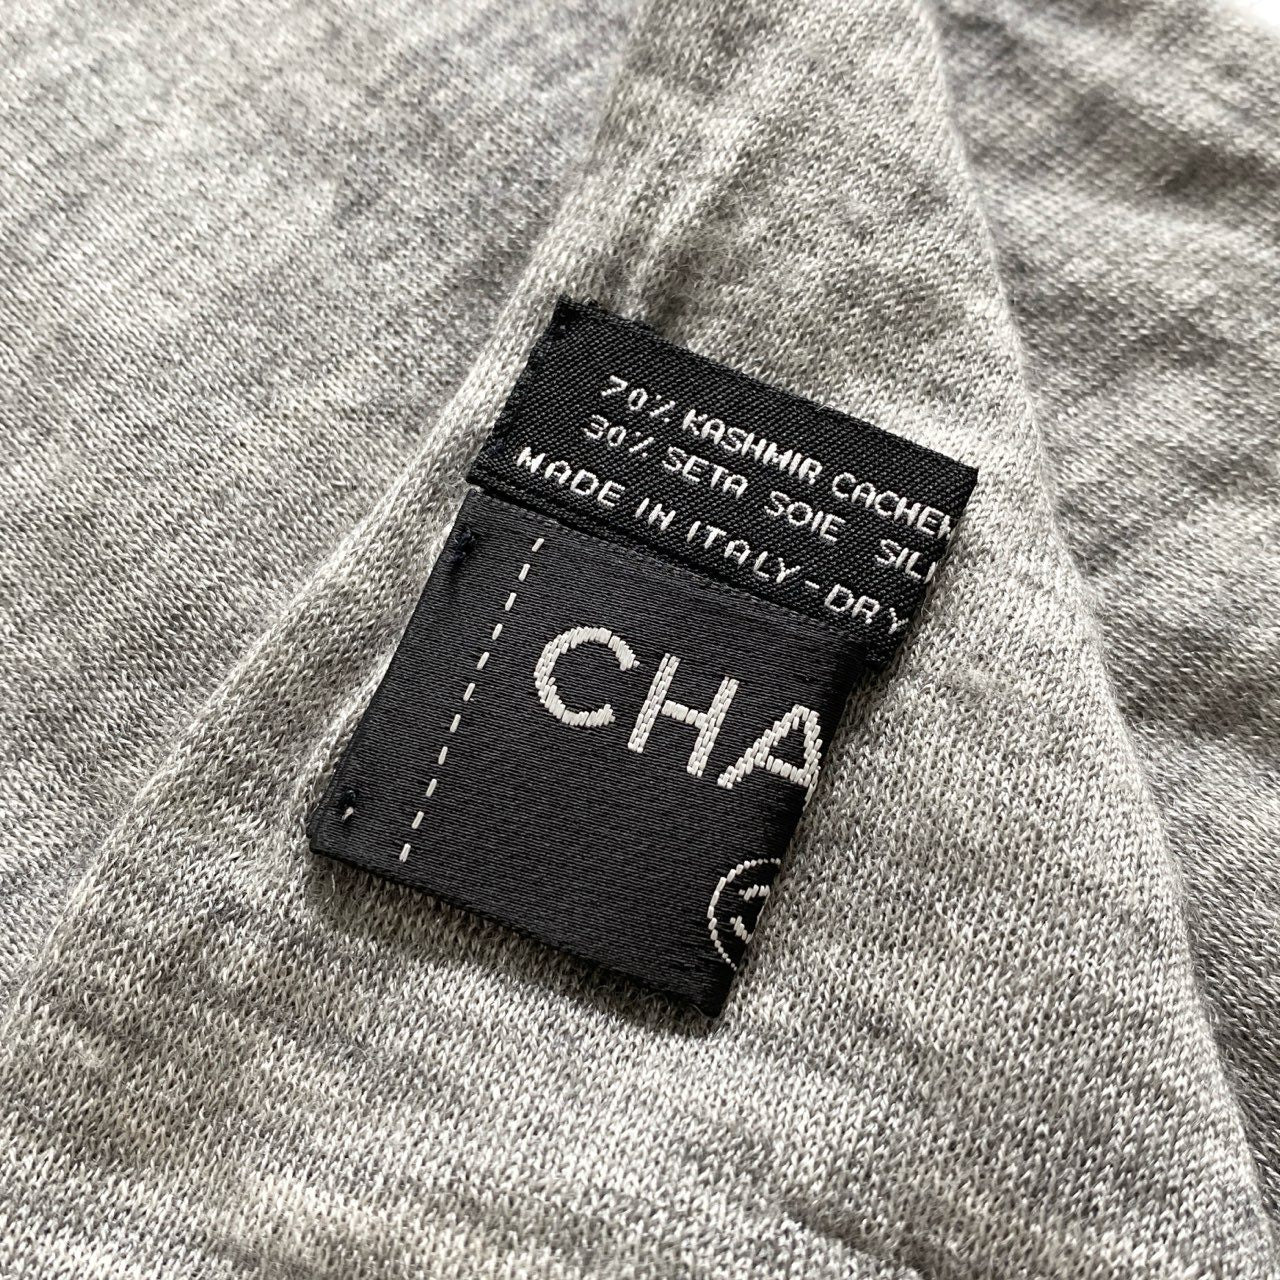 70% KASHMIR CACHEM
30% SETA SOIE SIL
MADE IN ITALY-DRY
CHA